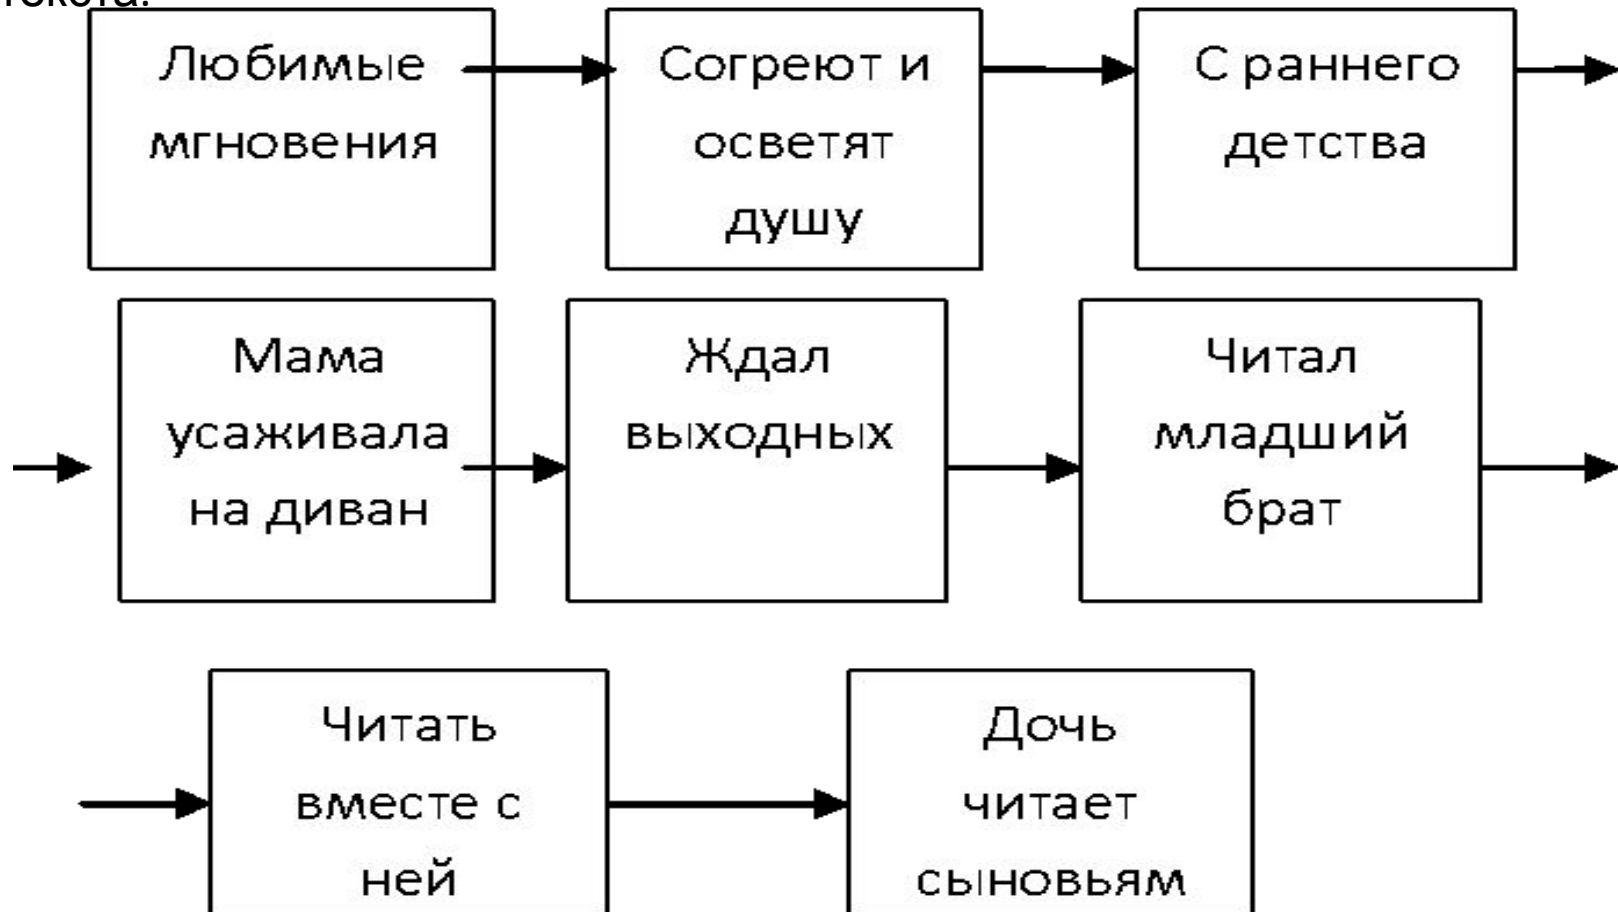 Любимые
мгновения
Согреют и
осветят
душу
С раннего
детства
Мама
усаживала
на диван
Ждал
выходных
Читал
младший
брат
Читать
вместе с
ней
Дочь
читает
сыновьям